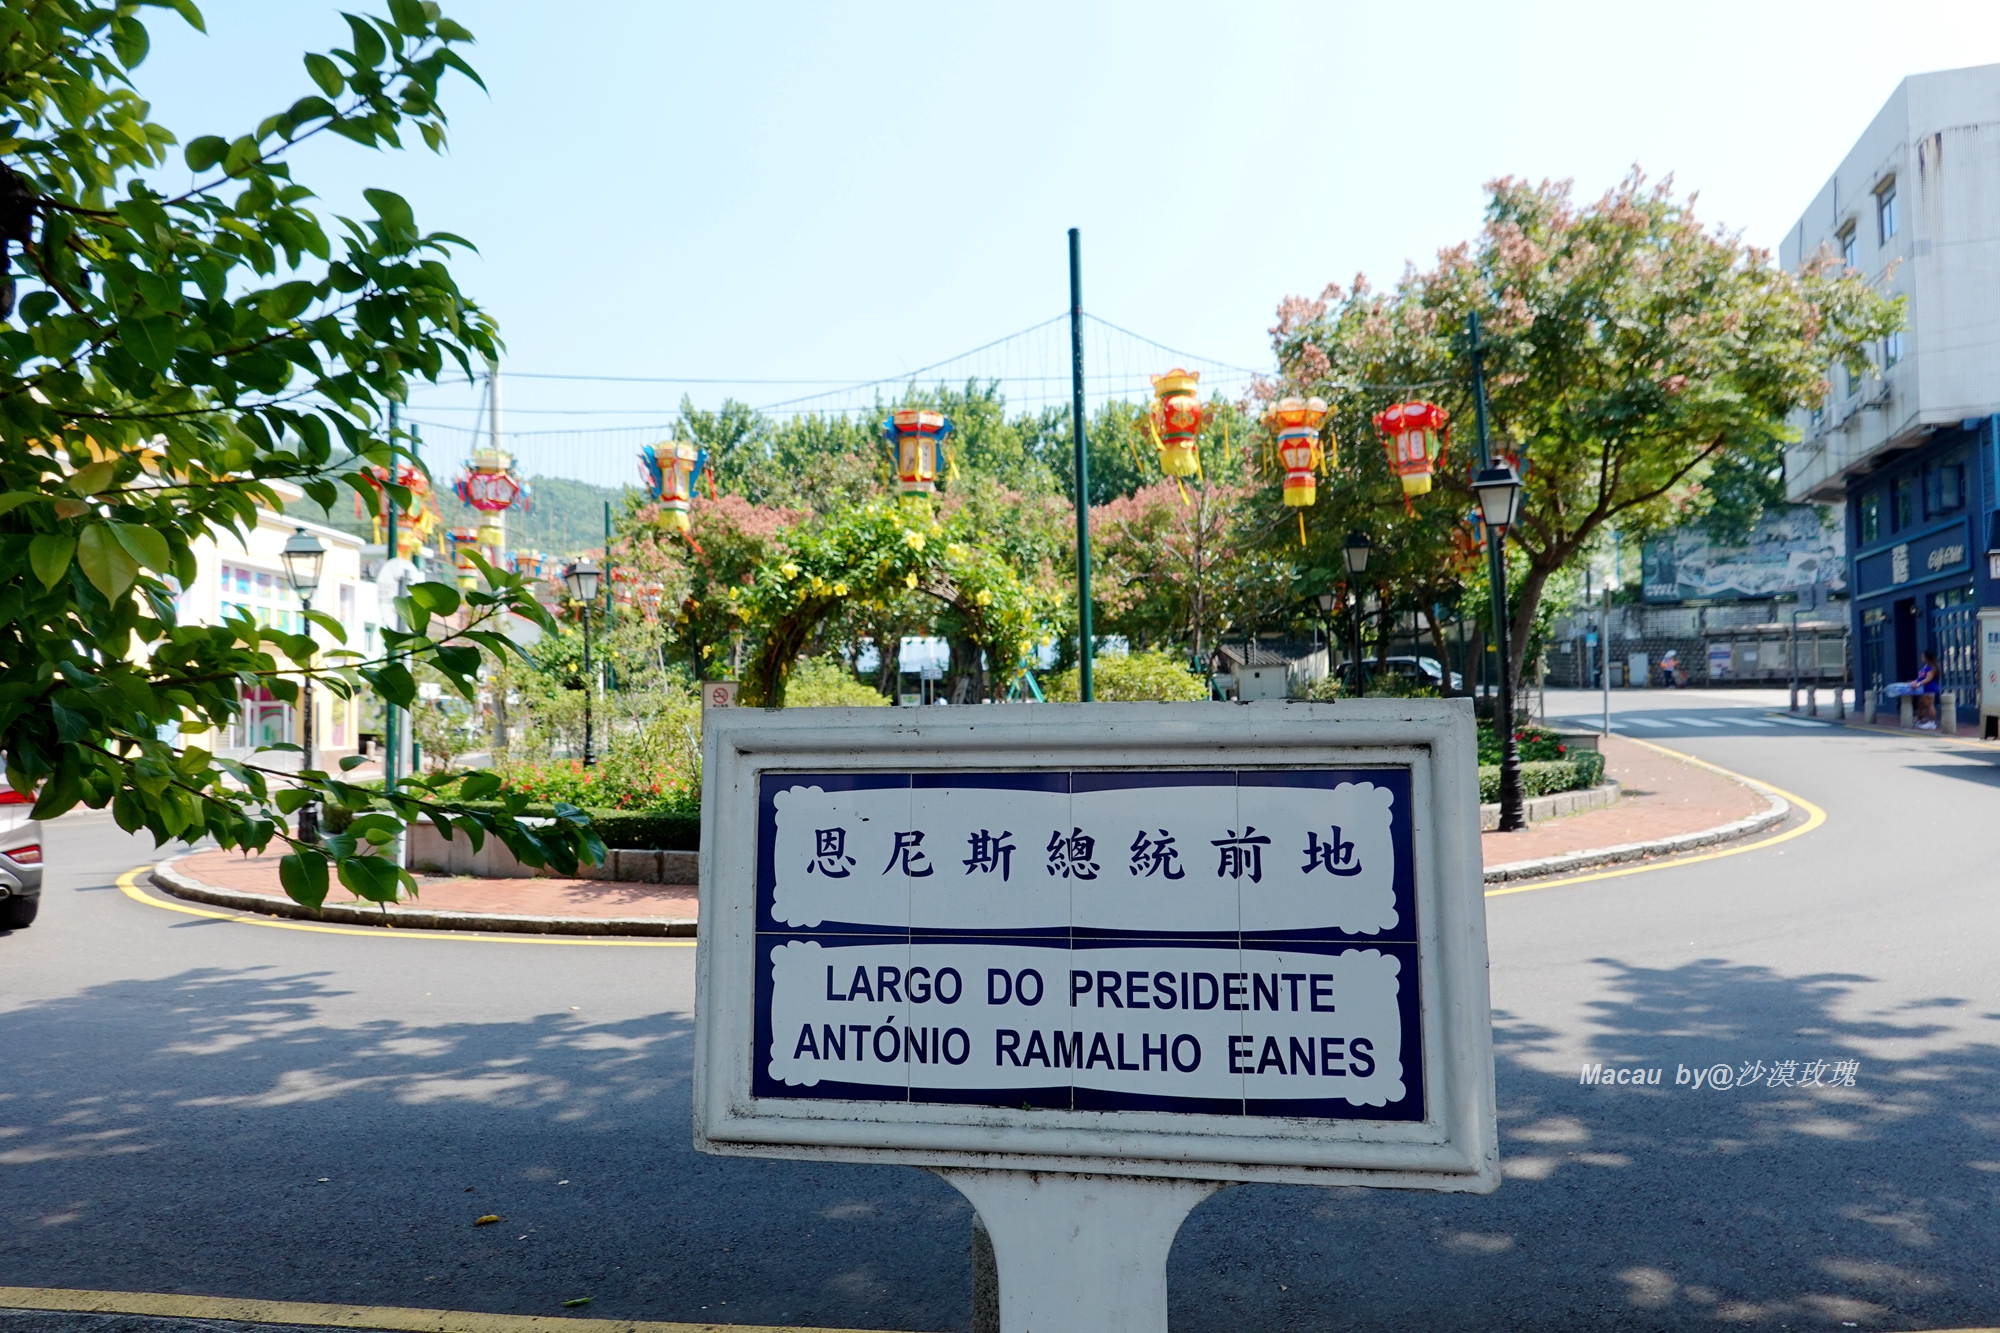 恩尼斯總統前地
LARGO DO PRESIDENTE
ANTÓNIO RAMALHO EANES
Macau by@沙漠玫瑰